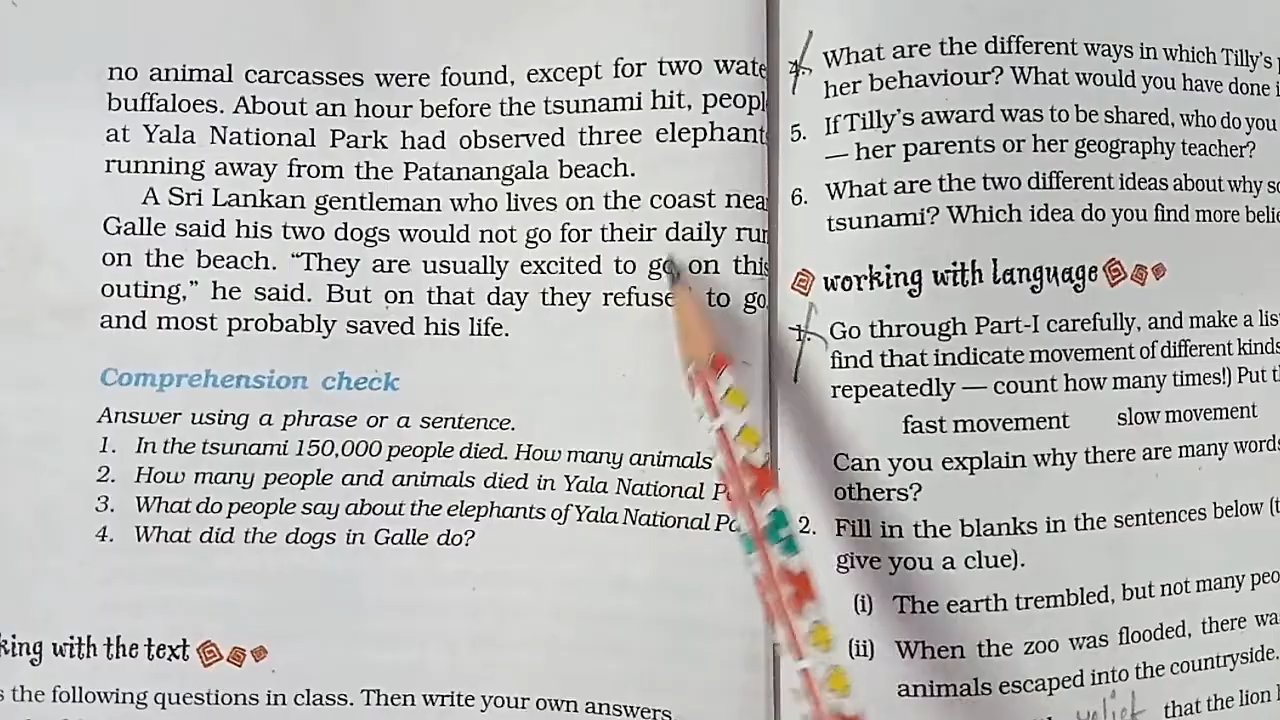 no animal carcasses were found, except for two wate
buffaloes. About an hour before the tsunami hit, peopl
at Yala National Park had observed three elephant
running away from the Patanangala beach.
A Sri Lankan gentleman who lives on the coast nea
Galle said his two dogs would not go for their daily ru
on the beach. “They are usually excited to go on this
outing,” he said. But on that day they refuse to go
and most probably saved his life.
Comprehension check
Answer using a phrase or a sentence.
1. In the tsunami 150,000 people died. How many animals
2. How many people and animals died in Yala National P
3. What do people say about the elephants of Yala National Pa
4. What did the dogs in Galle do?
king with the text
s the following questions in class. Then write your own answers
4. What are the different ways in which Tilly’s
her behaviour? What would you have done i
5. If Tilly’s award was to be shared, who do you
— her parents or her geography teacher?
6. What are the two different ideas about why so
tsunami? Which idea do you find more belie
working with language
1. Go through Part-I carefully, and make a lis
find that indicate movement of different kinds
repeatedly — count how many times!) Put t
fast movement slow movement
Can you explain why there are many words
others?
2. Fill in the blanks in the sentences below (t
give you a clue).
(i) The earth trembled, but not many peo
(ii) When the zoo was flooded, there wa
animals escaped into the countryside.
relief that the lion